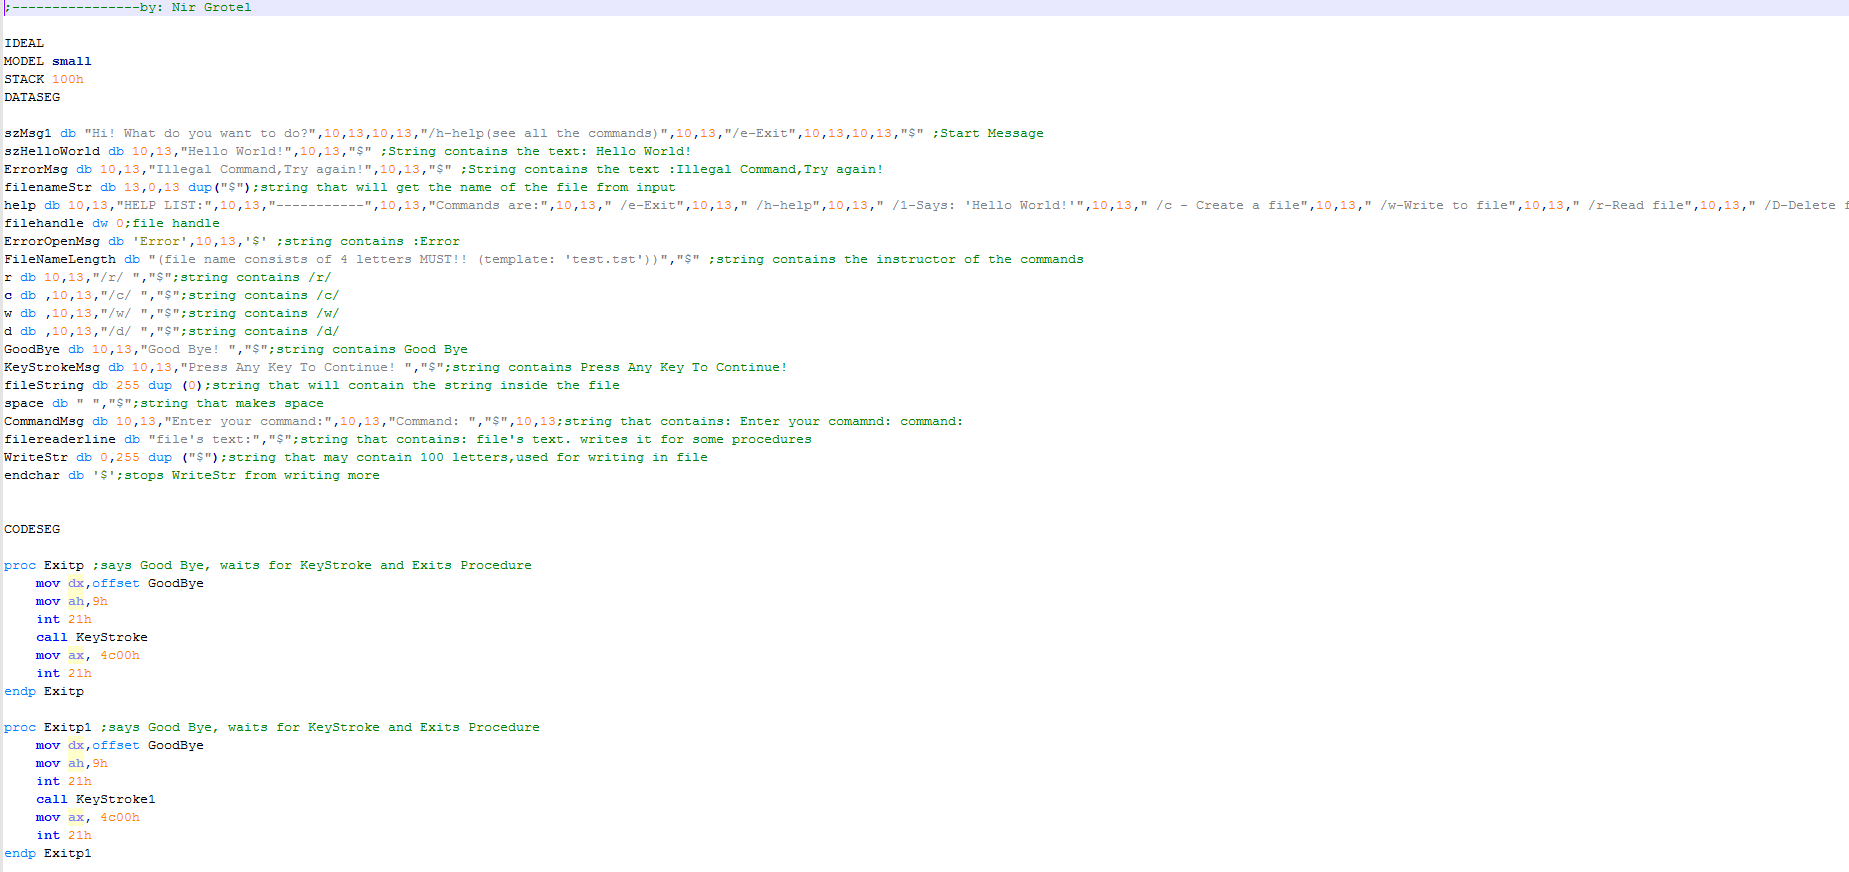 ;----------------by: Nir Grotel
IDEAL
MODEL small
STACK 100h
DATASEG
szMsg1 db "Hi! What do you want to do?",10,13,10,13,"/h-help(see all the commands)",10,13,"/e-Exit",10,13,10,13,"$" ;Start Message
szHelloWorld db 10,13,"Hello World!",10,13,"$" ;String contains the text: Hello World!
ErrorMsg db 10,13,"Illegal Command,Try again!",10,13,"$" ;String contains the text :Illegal Command,Try again!
filenameStr db 13,0,13 dup("$");string that will get the name of the file from input
help db 10,13,"HELP LIST:",10,13,"-----------",10,13,"Commands are:",10,13," /e-Exit",10,13," /h-help",10,13," /1-Says: 'Hello World!'",10,13," /c - Create a file",10,13," /w-Write to file",10,13," /r-Read file",10,13," /D-Delete f
filehandle dw 0;file handle
ErrorOpenMsg db 'Error',10,13,'$' ;string contains :Error
FileNameLength db "(file name consists of 4 letters MUST!! (template: 'test.tst'))","$" ;string contains the instructor of the commands
r db 10,13,"/r/ ","$";string contains /r/
c db ,10,13,"/c/ ","$";string contains /c/
w db ,10,13,"/w/ ","$";string contains /w/
d db ,10,13,"/d/ ","$";string contains /d/
GoodBye db 10,13,"Good Bye! ","$";string contains Good Bye
KeyStrokeMsg db 10,13,"Press Any Key To Continue! ","$";string contains Press Any Key To Continue!
fileString db 255 dup (0);string that will contain the string inside the file
space db " ","$";string that makes space
CommandMsg db 10,13,"Enter your command:",10,13,"Command: ","$",10,13;string that contains: Enter your comamnd: command:
filereaderline db "file's text:","$";string that contains: file's text. writes it for some procedures
WriteStr db 0,255 dup ("$");string that may contain 100 letters,used for writing in file
endchar db '$';stops WriteStr from writing more
CODESEG
proc Exitp ;says Good Bye, waits for KeyStroke and Exits Procedure
mov dx,offset GoodBye
mov ah,9h
int 21h
call KeyStroke
mov ax, 4c00h
int 21h
endp Exitp
proc Exitp1 ;says Good Bye, waits for KeyStroke and Exits Procedure
mov dx,offset GoodBye
mov ah,9h
int 21h
call KeyStroke1
mov ax, 4c00h
int 21h
endp Exitp1